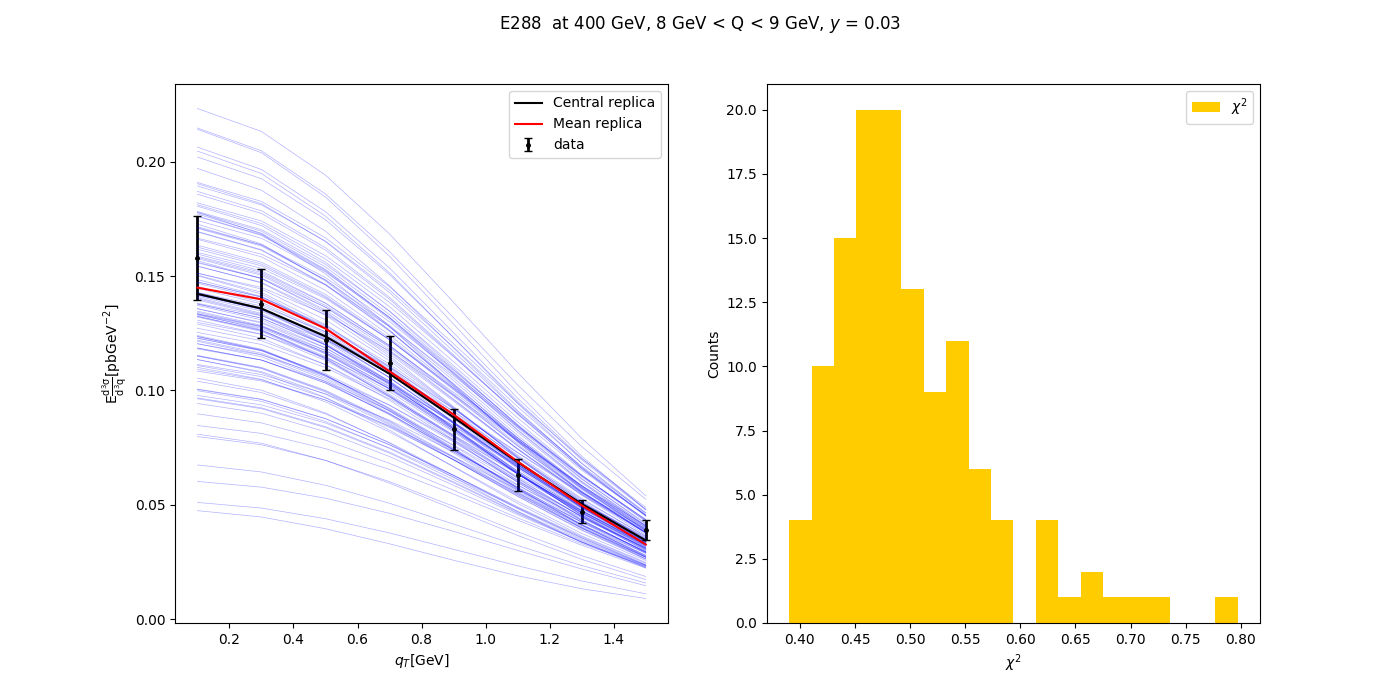 E288  at 400 GeV, 8 GeV < Q < 9 GeV, y = 0.03
Central replica
Mean replica
data
0.20
0.15
0.10
0.05
0.00
E d³σ/d³q [pbGeV⁻²]
0.2 0.4 0.6 0.8 1.0 1.2 1.4
q_T[GeV]
χ²
20.0
17.5
15.0
12.5
10.0
7.5
5.0
2.5
0.0
Counts
0.40 0.45 0.50 0.55 0.60 0.65 0.70 0.75 0.80
χ²